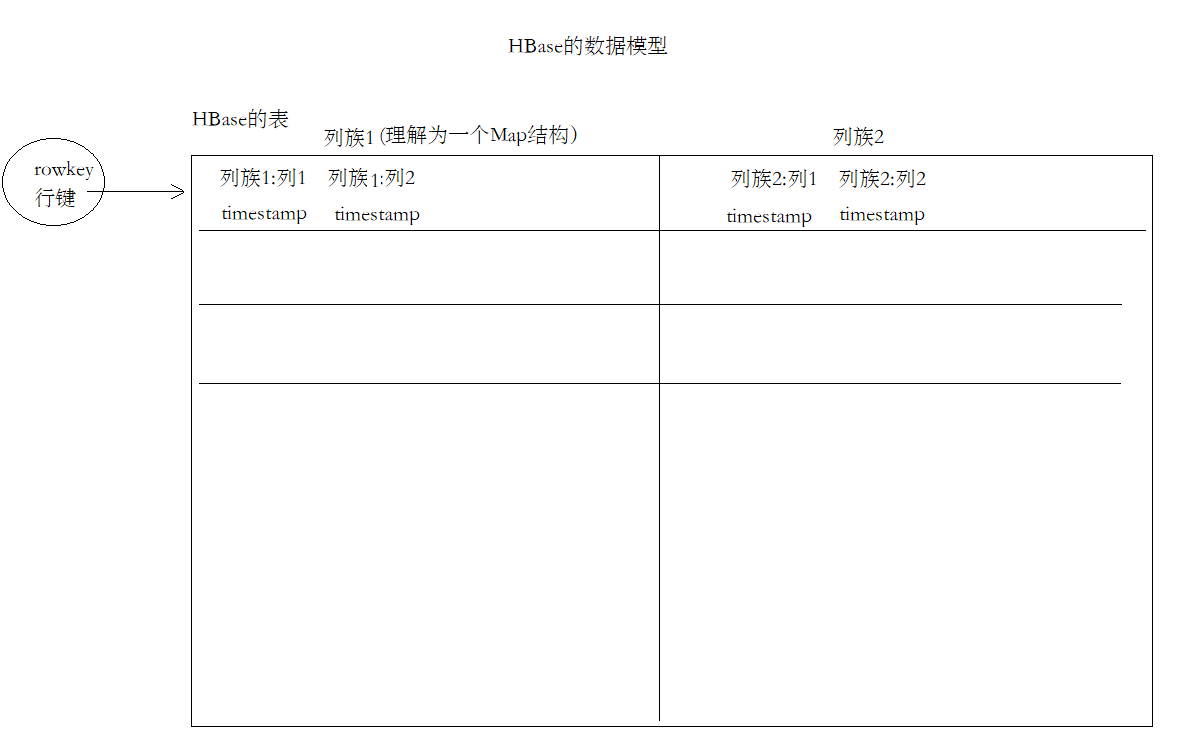 HBase的数据模型
HBase的表
列族1 (理解为一个Map结构)
列族2
rowkey
行键
列族1:列1 列族1:列2
timestamp timestamp
列族2:列1 列族2:列2
timestamp timestamp